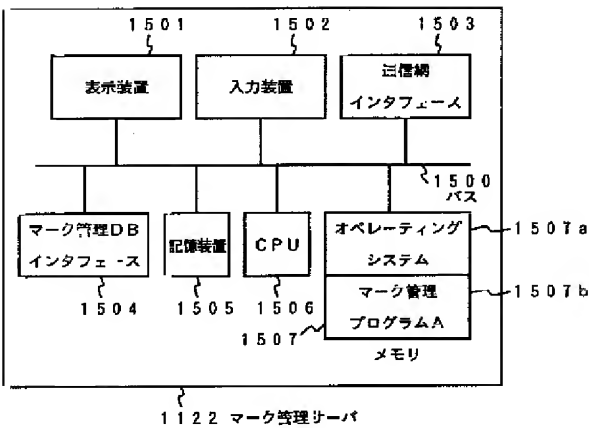 1501
1502
1503
表示装置
入力装置
通信網
インタフェース
1500
バス
マーク管理DB
インタフェース
記憶装置
CPU
オペレーティング
システム
マーク管理
プログラムA
1507a
1507b
1504
1505
1506
1507
メモリ
1122 マーク管理サーバ